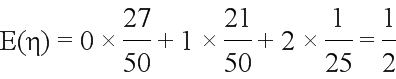 E(η) = 0 × 27/50 + 1 × 21/50 + 2 × 1/25 = 1/2